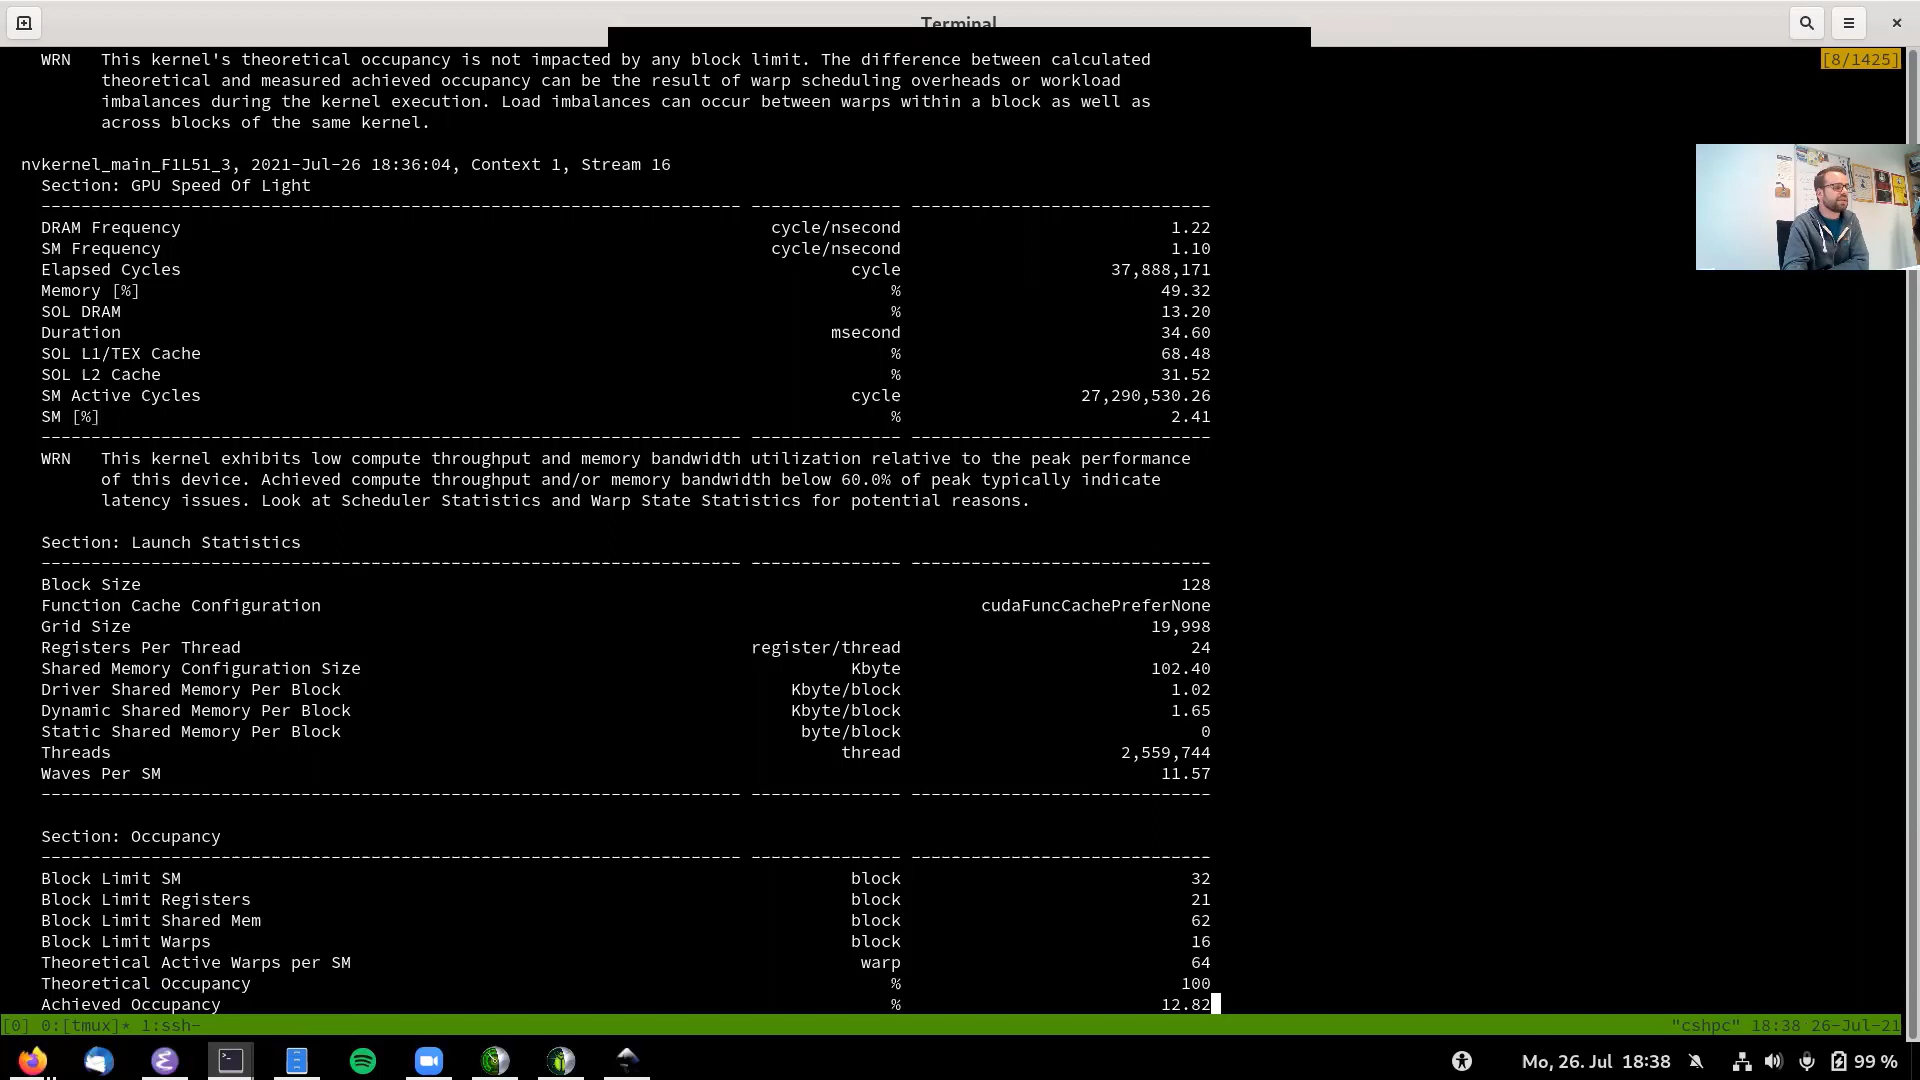 Terminal
WRN This kernel's theoretical occupancy is not impacted by any block limit. The difference between calculated
[8/1425]
theoretical and measured achieved occupancy can be the result of warp scheduling overheads or workload
imbalances during the kernel execution. Load imbalances can occur between warps within a block as well as
across blocks of the same kernel.
nvkernel_main_F1L51_3, 2021-Jul-26 18:36:04, Context 1, Stream 16
Section: GPU Speed Of Light
---------------------------------------------------------------------- --------------- ------------------------------
DRAM Frequency cycle/nsecond 1.22
SM Frequency cycle/nsecond 1.10
Elapsed Cycles cycle 37,888,171
Memory [%] % 49.32
SOL DRAM % 13.20
Duration msecond 34.60
SOL L1/TEX Cache % 68.48
SOL L2 Cache % 31.52
SM Active Cycles cycle 27,290,530.26
SM [%] % 2.41
---------------------------------------------------------------------- --------------- ------------------------------
WRN This kernel exhibits low compute throughput and memory bandwidth utilization relative to the peak performance
of this device. Achieved compute throughput and/or memory bandwidth below 60.0% of peak typically indicate
latency issues. Look at Scheduler Statistics and Warp State Statistics for potential reasons.
Section: Launch Statistics
---------------------------------------------------------------------- --------------- ------------------------------
Block Size 128
Function Cache Configuration cudaFuncCachePreferNone
Grid Size 19,998
Registers Per Thread register/thread 24
Shared Memory Configuration Size Kbyte 102.40
Driver Shared Memory Per Block Kbyte/block 1.02
Dynamic Shared Memory Per Block Kbyte/block 1.65
Static Shared Memory Per Block byte/block 0
Threads thread 2,559,744
Waves Per SM 11.57
---------------------------------------------------------------------- --------------- ------------------------------
Section: Occupancy
---------------------------------------------------------------------- --------------- ------------------------------
Block Limit SM block 32
Block Limit Registers block 21
Block Limit Shared Mem block 62
Block Limit Warps block 16
Theoretical Active Warps per SM warp 64
Theoretical Occupancy % 100
Achieved Occupancy % 12.82
[0] 0:[tmux]* 1:ssh- "cshpc" 18:38 26-Jul-21
Mo, 26. Jul 18:38 99 %